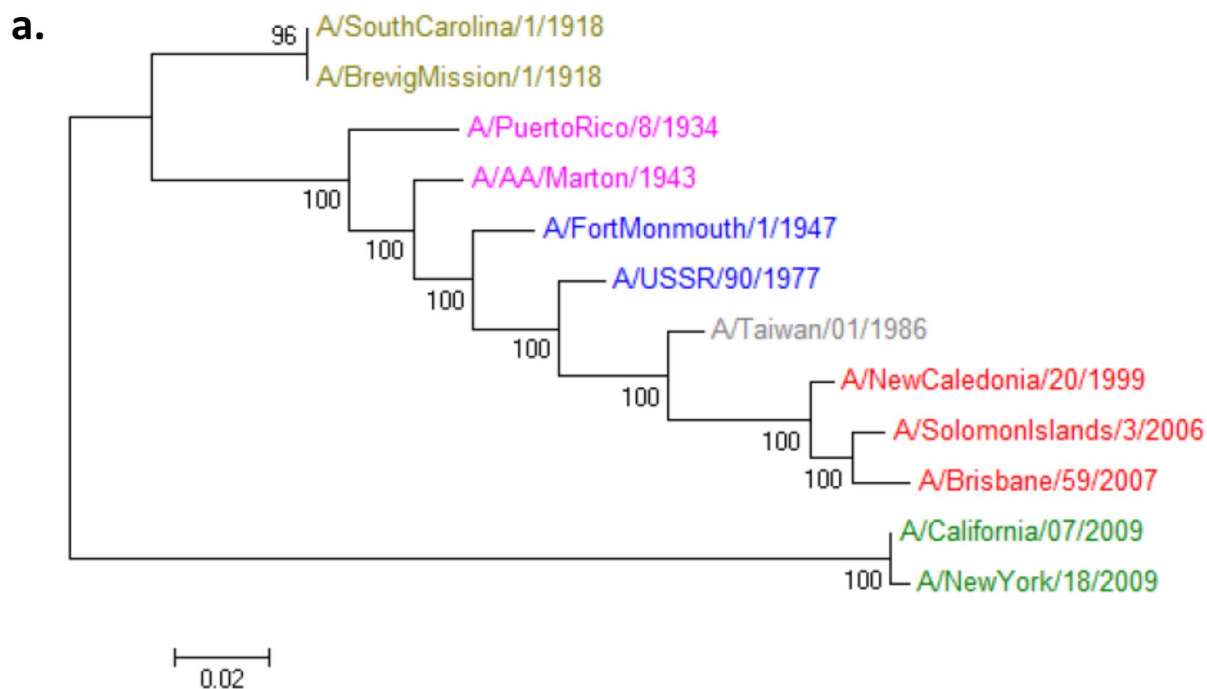 a.
96
A/SouthCarolina/1/1918
A/BrevigMission/1/1918
A/PuertoRico/8/1934
100
A/AA/Marton/1943
100
A/FortMonmouth/1/1947
100
A/USSR/90/1977
100
A/Taiwan/01/1986
100
A/NewCaledonia/20/1999
100
A/SolomonIslands/3/2006
100
A/Brisbane/59/2007
A/California/07/2009
100
A/NewYork/18/2009
0.02